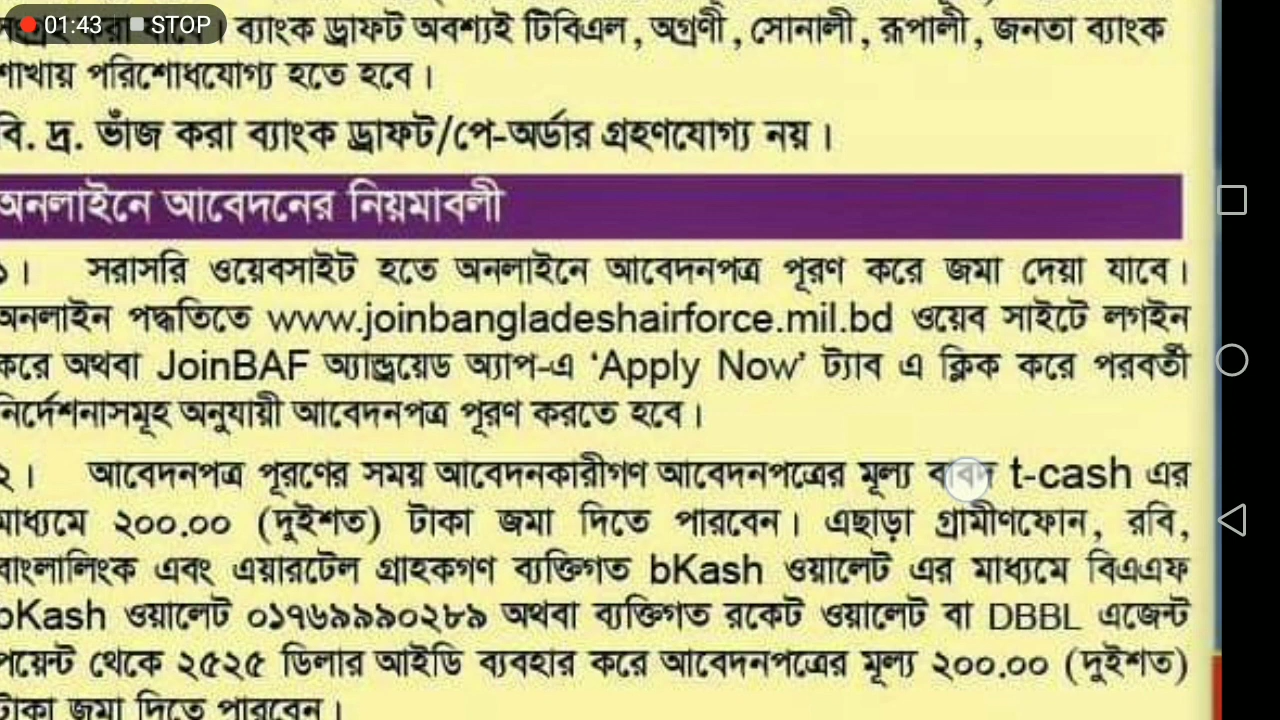 01:43 STOP
ব্যাংক ড্রাফট অবশ্যই টিবিএল, অগ্রণী, সোনালী, রূপালী, জনতা ব্যাংক
শাখায় পরিশোধযোগ্য হতে হবে।
বি. দ্র. ভাঁজ করা ব্যাংক ড্রাফট/পে-অর্ডার গ্রহণযোগ্য নয়।
অনলাইনে আবেদনের নিয়মাবলী
১। সরাসরি ওয়েবসাইট হতে অনলাইনে আবেদনপত্র পূরণ করে জমা দেয়া যাবে।
অনলাইন পদ্ধতিতে www.joinbangladeshairforce.mil.bd ওয়েব সাইটে লগইন
করে অথবা JoinBAF অ্যান্ড্রয়েড অ্যাপ-এ ‘Apply Now’ ট্যাব এ ক্লিক করে পরবর্তী
নির্দেশনাসমূহ অনুযায়ী আবেদনপত্র পূরণ করতে হবে।
২। আবেদনপত্র পূরণের সময় আবেদনকারীগণ আবেদনপত্রের মূল্য বাবদ t-cash এর
মাধ্যমে ২০০.০০ (দুইশত) টাকা জমা দিতে পারবেন। এছাড়া গ্রামীণফোন, রবি,
বাংলালিংক এবং এয়ারটেল গ্রাহকগণ ব্যক্তিগত bKash ওয়ালেট এর মাধ্যমে বিএএফ
bKash ওয়ালেট ০১৭৬৯৯৯০২৮৯ অথবা ব্যক্তিগত রকেট ওয়ালেট বা DBBL এজেন্ট
পয়েন্ট থেকে ২৫২৫ ডিলার আইডি ব্যবহার করে আবেদনপত্রের মূল্য ২০০.০০ (দুইশত)
টাকা জমা দিতে পারবেন।